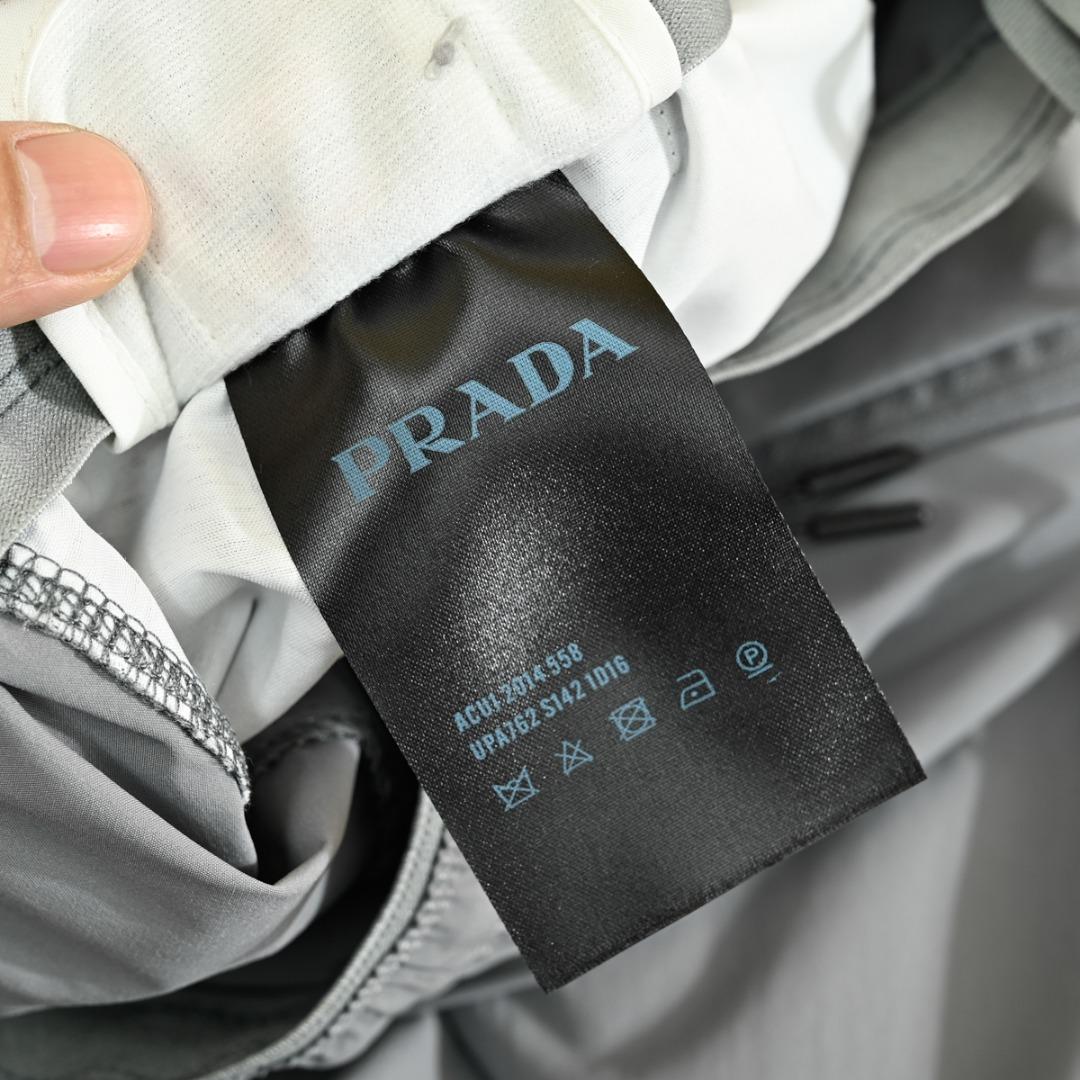 PRADA
ACU1-2014.558
UPA762 S142 1D16
P